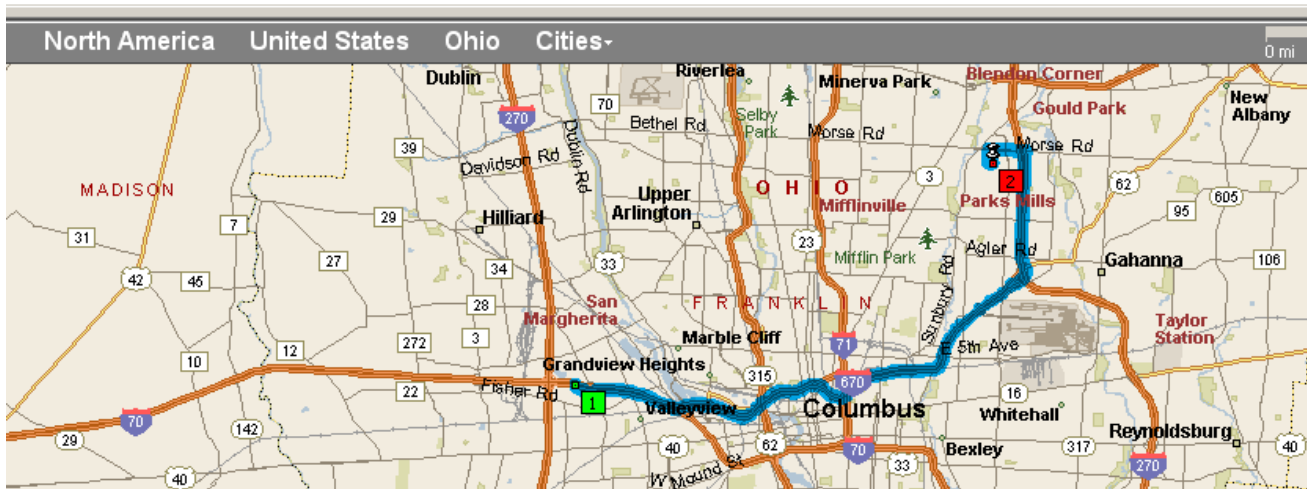 North America United States Ohio Cities
0 mi
Dublin
Riverlea
Minerva Park
Blendon Corner
New
Albany
Gould Park
270
70
Bethel Rd
Selby
Park
Morse Rd
Morse Rd
39
Davidson Rd
Dublin Rd
MADISON
Upper
Arlington
OHIO
Mifflinville
3
2
Parks Mills
62
605
95
29
7
Hilliard
31
27
34
33
23
Mifflin Park
Agler Rd
Gahanna
106
42
45
28
San
Margherita
FRANKLIN
Sunbury Rd
Taylor
Station
3
272
Marble Cliff
71
5th Ave
10
12
Grandview Heights
315
670
16
22
Fisher Rd
1
Valleyview
Columbus
Whitehall
70
29
142
40
62
70
Bexley
317
Reynoldsburg
40
W Mound St
33
270
40